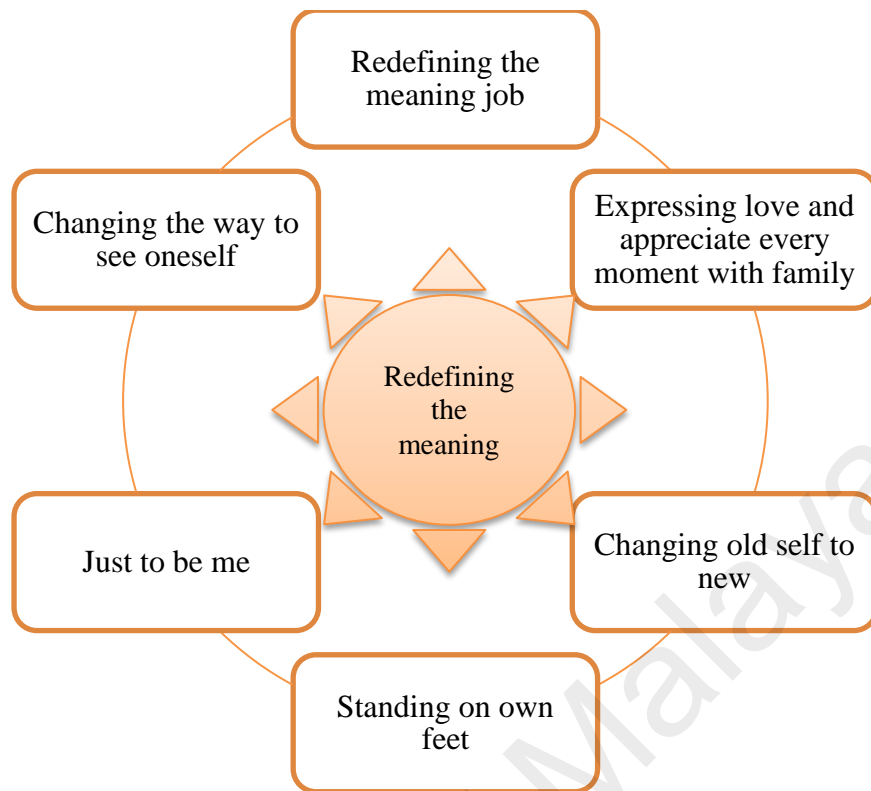 Redefining the
meaning job
Expressing love and
appreciate every
moment with family
Changing old self to
new
Standing on own
feet
Just to be me
Changing the way to
see oneself
Redefining
the
meaning
Malaya